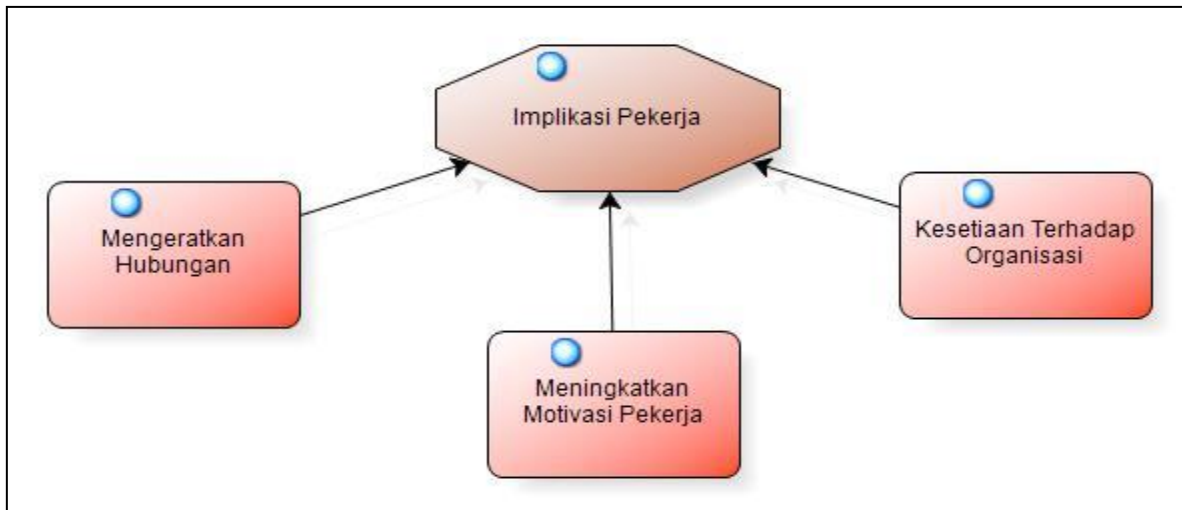 Implikasi Pekerja
Mengeratkan
Hubungan
Kesetiaan Terhadap
Organisasi
Meningkatkan
Motivasi Pekerja